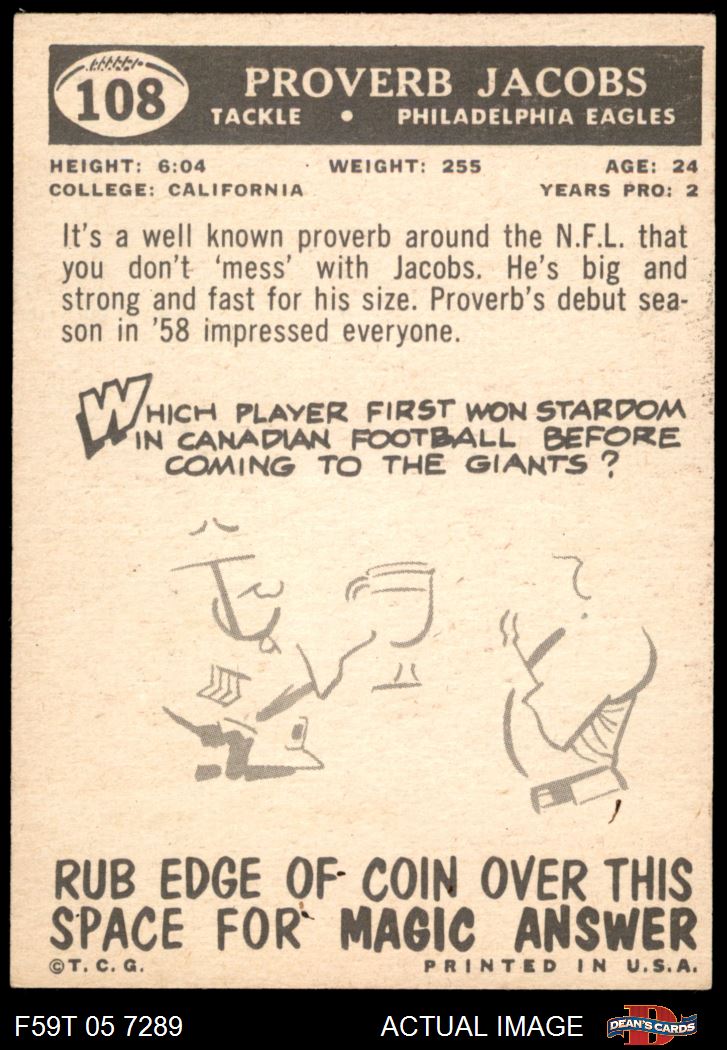 108
PROVERB JACOBS
TACKLE • PHILADELPHIA EAGLES
HEIGHT: 6:04 WEIGHT: 255 AGE: 24
COLLEGE: CALIFORNIA YEARS PRO: 2
It's a well known proverb around the N.F.L. that
you don't 'mess' with Jacobs. He's big and
strong and fast for his size. Proverb's debut sea-
son in '58 impressed everyone.
WHICH PLAYER FIRST WON STARDOM
IN CANADIAN FOOTBALL BEFORE
COMING TO THE GIANTS?
RUB EDGE OF COIN OVER THIS
SPACE FOR MAGIC ANSWER
©T.C.G. PRINTED IN U.S.A.
F59T 05 7289 ACTUAL IMAGE D DEAN'S CARDS